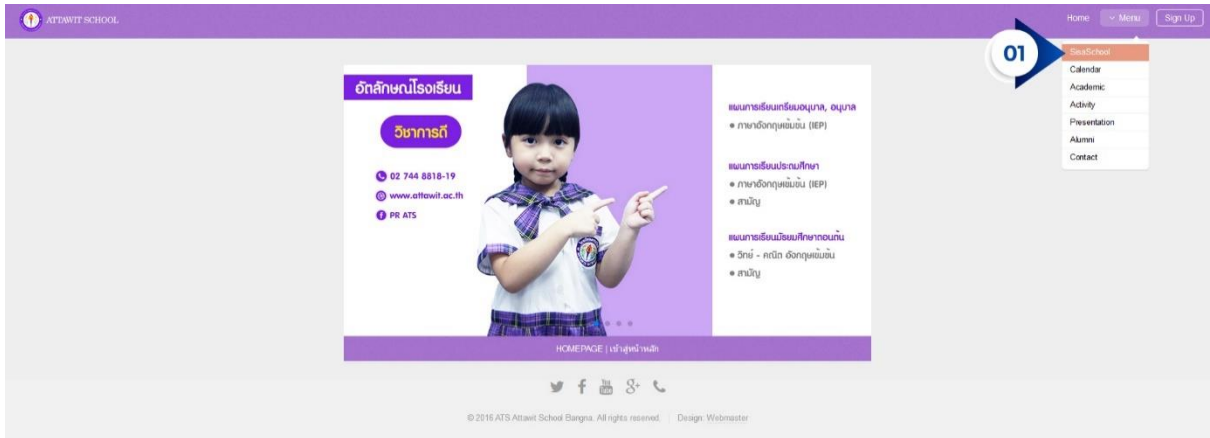 ATTAWIT SCHOOL
Home
Menu
Sign Up
01
SisaSchool
Calendar
Academic
Activity
Presentation
Alumni
Contact
อัตลักษณ์โรงเรียน
วิชาการดี
02 744 8818-19
www.attawit.ac.th
PR ATS
แผนการเรียนเตรียมอนุบาล, อนุบาล
• ภาษาอังกฤษเข้มข้น (IEP)
แผนการเรียนประถมศึกษา
• ภาษาอังกฤษเข้มข้น (IEP)
• สามัญ
แผนการเรียนมัธยมศึกษาตอนต้น
• วิทย์ - คณิต อังกฤษเข้มข้น
• สามัญ
HOMEPAGE | เข้าสู่หน้าหลัก
You Tube
© 2016 ATS Attawit School Bangna. All rights reserved. | Design: Webmaster